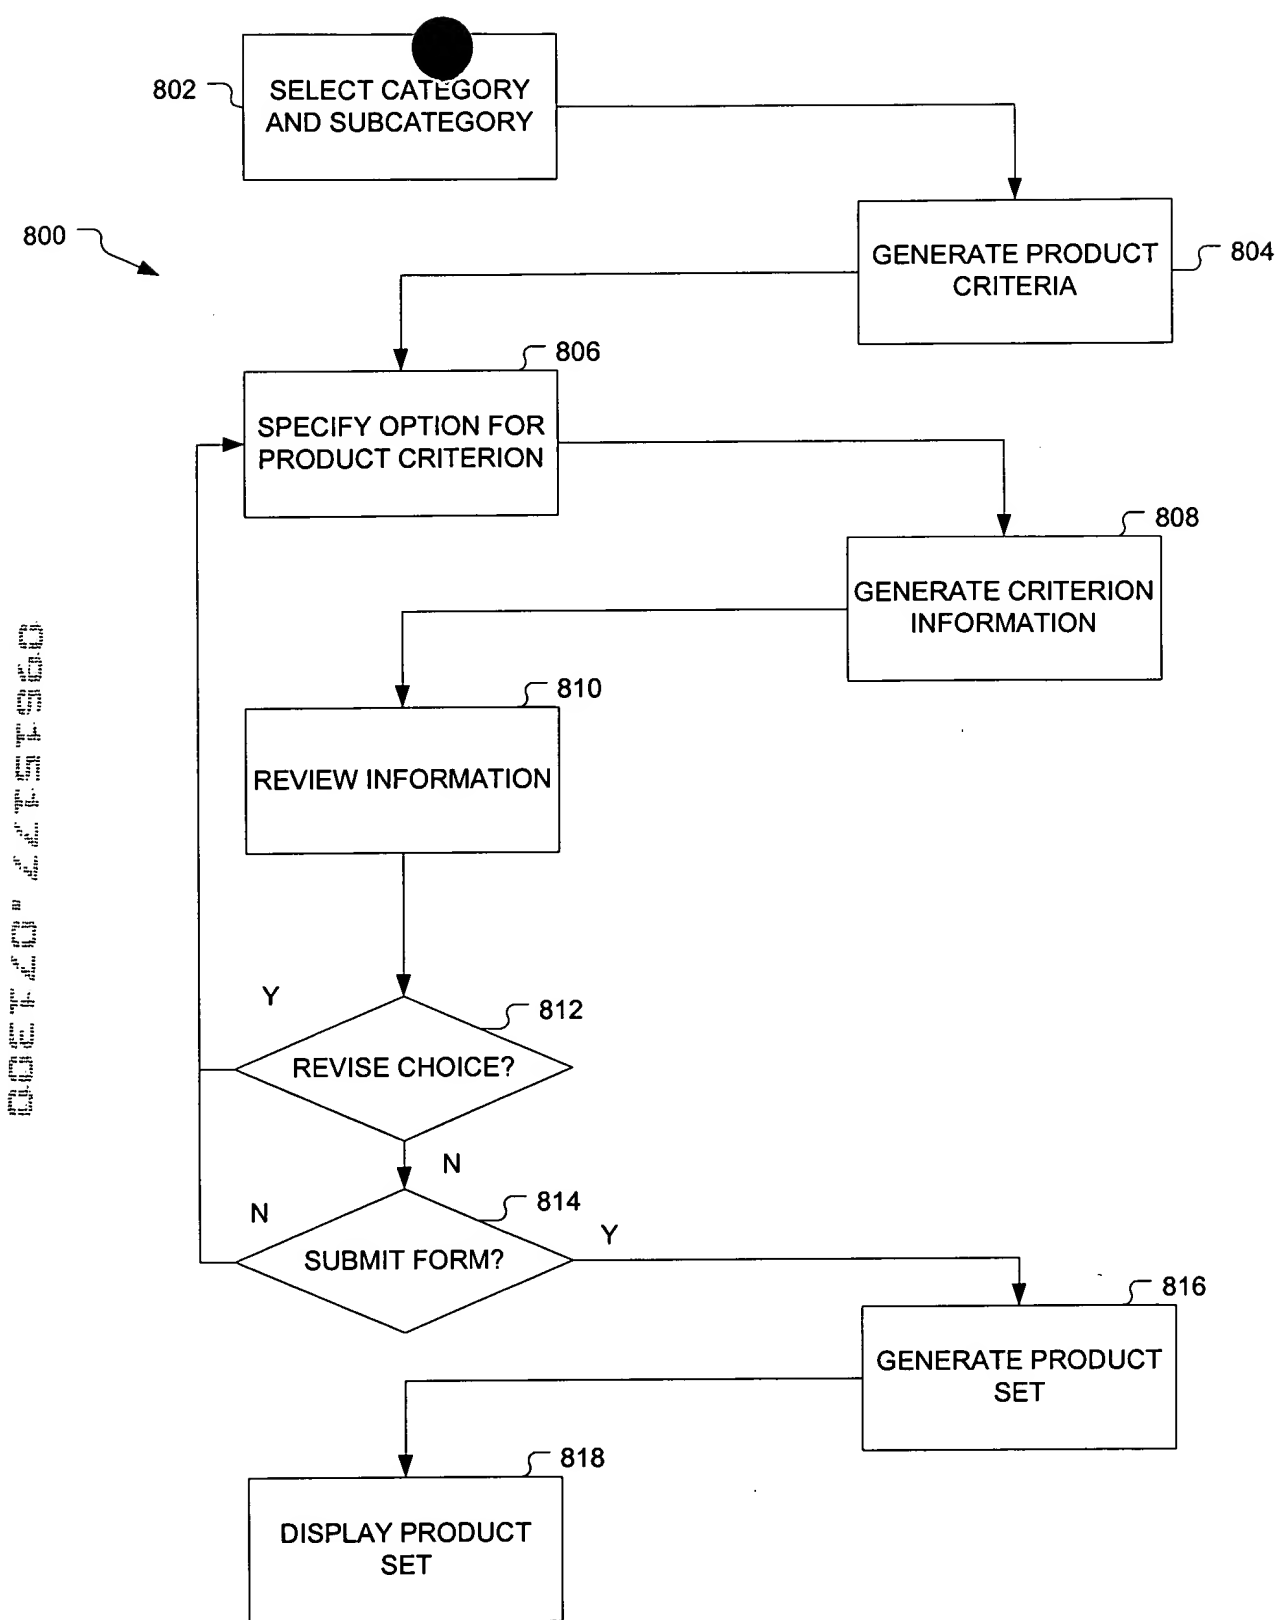 802
SELECT CATEGORY
AND SUBCATEGORY
800
GENERATE PRODUCT
CRITERIA
804
806
SPECIFY OPTION FOR
PRODUCT CRITERION
808
GENERATE CRITERION
INFORMATION
810
REVIEW INFORMATION
Y
812
REVISE CHOICE?
N
814
N
SUBMIT FORM?
Y
816
GENERATE PRODUCT
SET
818
DISPLAY PRODUCT
SET